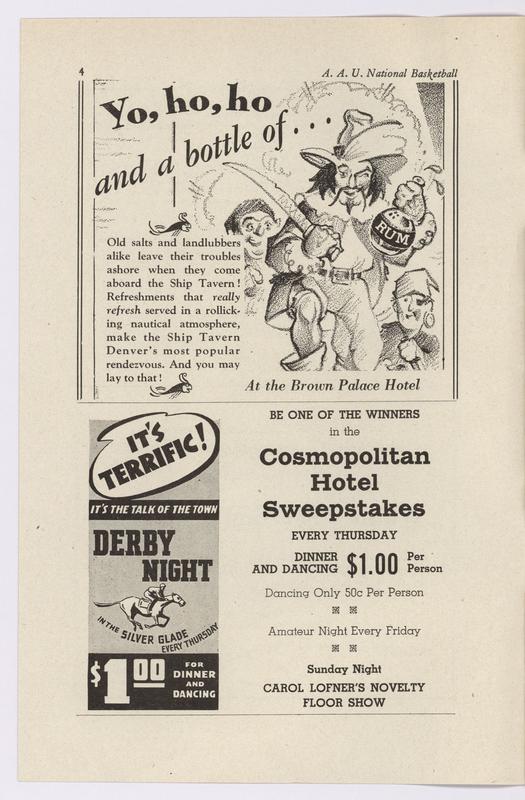 4
A. A. U. National Basketball
Yo, ho, ho
and a bottle of . . .
RUM
Old salts and landlubbers
alike leave their troubles
ashore when they come
aboard the Ship Tavern!
Refreshments that really
refresh served in a rollick-
ing nautical atmosphere,
make the Ship Tavern
Denver's most popular
rendezvous. And you may
lay to that!
At the Brown Palace Hotel
IT'S
TERRIFIC!
IT'S THE TALK OF THE TOWN
DERBY
NIGHT
IN THE SILVER GLADE
EVERY THURSDAY
$1.00 FOR
DINNER
AND
DANCING
BE ONE OF THE WINNERS
in the
Cosmopolitan
Hotel
Sweepstakes
EVERY THURSDAY
DINNER
AND DANCING $1.00 Per
Person
Dancing Only 50c Per Person
Amateur Night Every Friday
Sunday Night
CAROL LOFNER'S NOVELTY
FLOOR SHOW